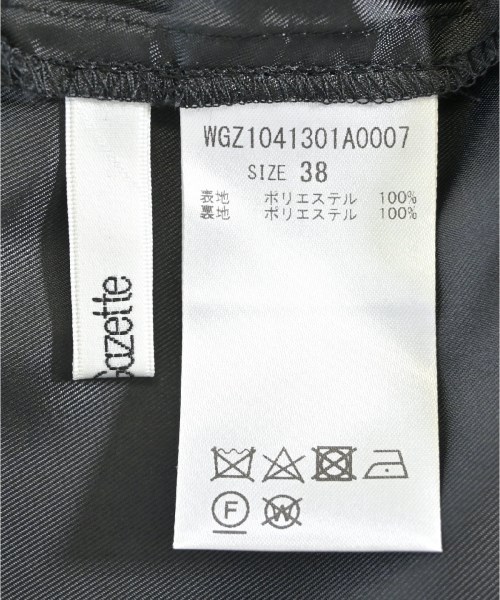 Gazette
WGZ1041301A0007
SIZE 38
表地 ポリエステル 100%
裏地 ポリエステル 100%
F
W